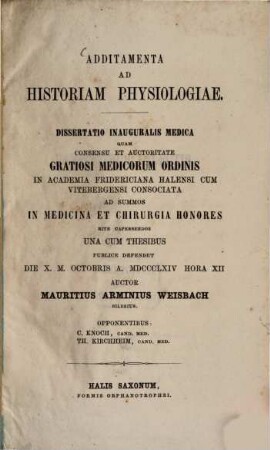 ADDITAMENTA
AD
HISTORIAM PHYSIOLOGIAE.
DISSERTATIO INAUGURALIS MEDICA
QUAM
CONSENSU ET AUCTORITATE
GRATIOSI MEDICORUM ORDINIS
IN ACADEMIA FRIDERICIANA HALENSI CUM
VITEBERGENSI CONSOCIATA
AD SUMMOS
IN MEDICINA ET CHIRURGIA HONORES
RITE CAPESSENDOS
UNA CUM THESIBUS
PUBLICE DEFENDET
DIE X. M. OCTOBRIS A. MDCCCLXIV HORA XII
AUCTOR
MAURITIUS ARMINIUS WEISBACH
OPPONENTIBUS:
C. KNOCH, CAND. MED.
TH. KIRCHHEIM, CAND. MED.
HALIS SAXONUM,
FORMIS ORPHANOTROPHEI.